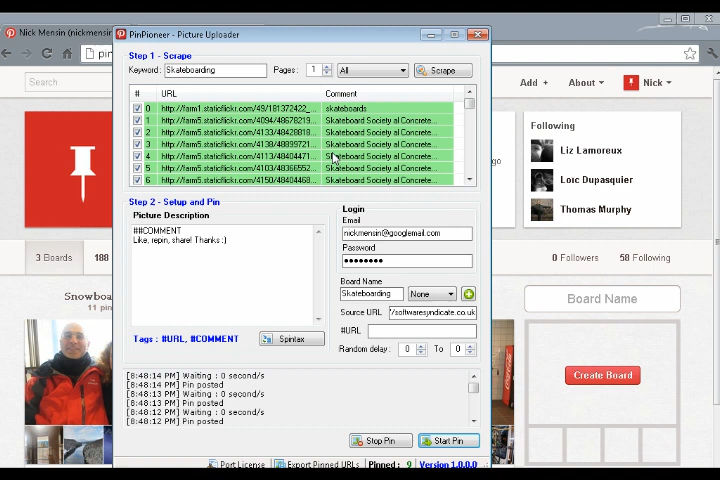 Nick Mensin (nickmensin
PinPioneer - Picture Uploader
Search
Add +
About
Nick
Step 1 - Scrape
Keyword: Skateboarding Pages: 1 All Scrape
# URL Comment
0 http://farm1.staticflickr.com/49/181372422_... skateboards
1 http://farm5.staticflickr.com/4094/48678219... Skateboard Society al Concrete...
2 http://farm5.staticflickr.com/4133/48428818... Skateboard Society al Concrete...
3 http://farm5.staticflickr.com/4138/48899721... Skateboard Society al Concrete...
4 http://farm5.staticflickr.com/4113/48404471... Skateboard Society al Concrete...
5 http://farm5.staticflickr.com/4103/48366552... Skateboard Society al Concrete...
6 http://farm5.staticflickr.com/4150/48404468... Skateboard Society al Concrete...
Following
Liz Lamoreux
Loic Dupasquier
Thomas Murphy
Step 2 - Setup and Pin
Picture Description
##COMMENT
Like, repin, share! Thanks :)
Tags : #URL, #COMMENT
Spintax
Login
Email
nickmensin@googlemail.com
Password
Board Name
Skateboarding None
Source URL //softwaresyndicate.co.uk
#URL
Random delay: 0 To 0
3 Boards
188
0 Followers
58 Following
Snowboa
11 pin
Board Name
Create Board
[8:48:14 PM] Waiting : 0 second/s
[8:48:14 PM] Pin posted
[8:48:13 PM] Waiting : 0 second/s
[8:48:13 PM] Pin posted
[8:48:12 PM] Waiting : 0 second/s
[8:48:12 PM] Pin posted
Stop Pin
Start Pin
Port License
Export Pinned URLs
Pinned : 9
Version 1.0.0.0